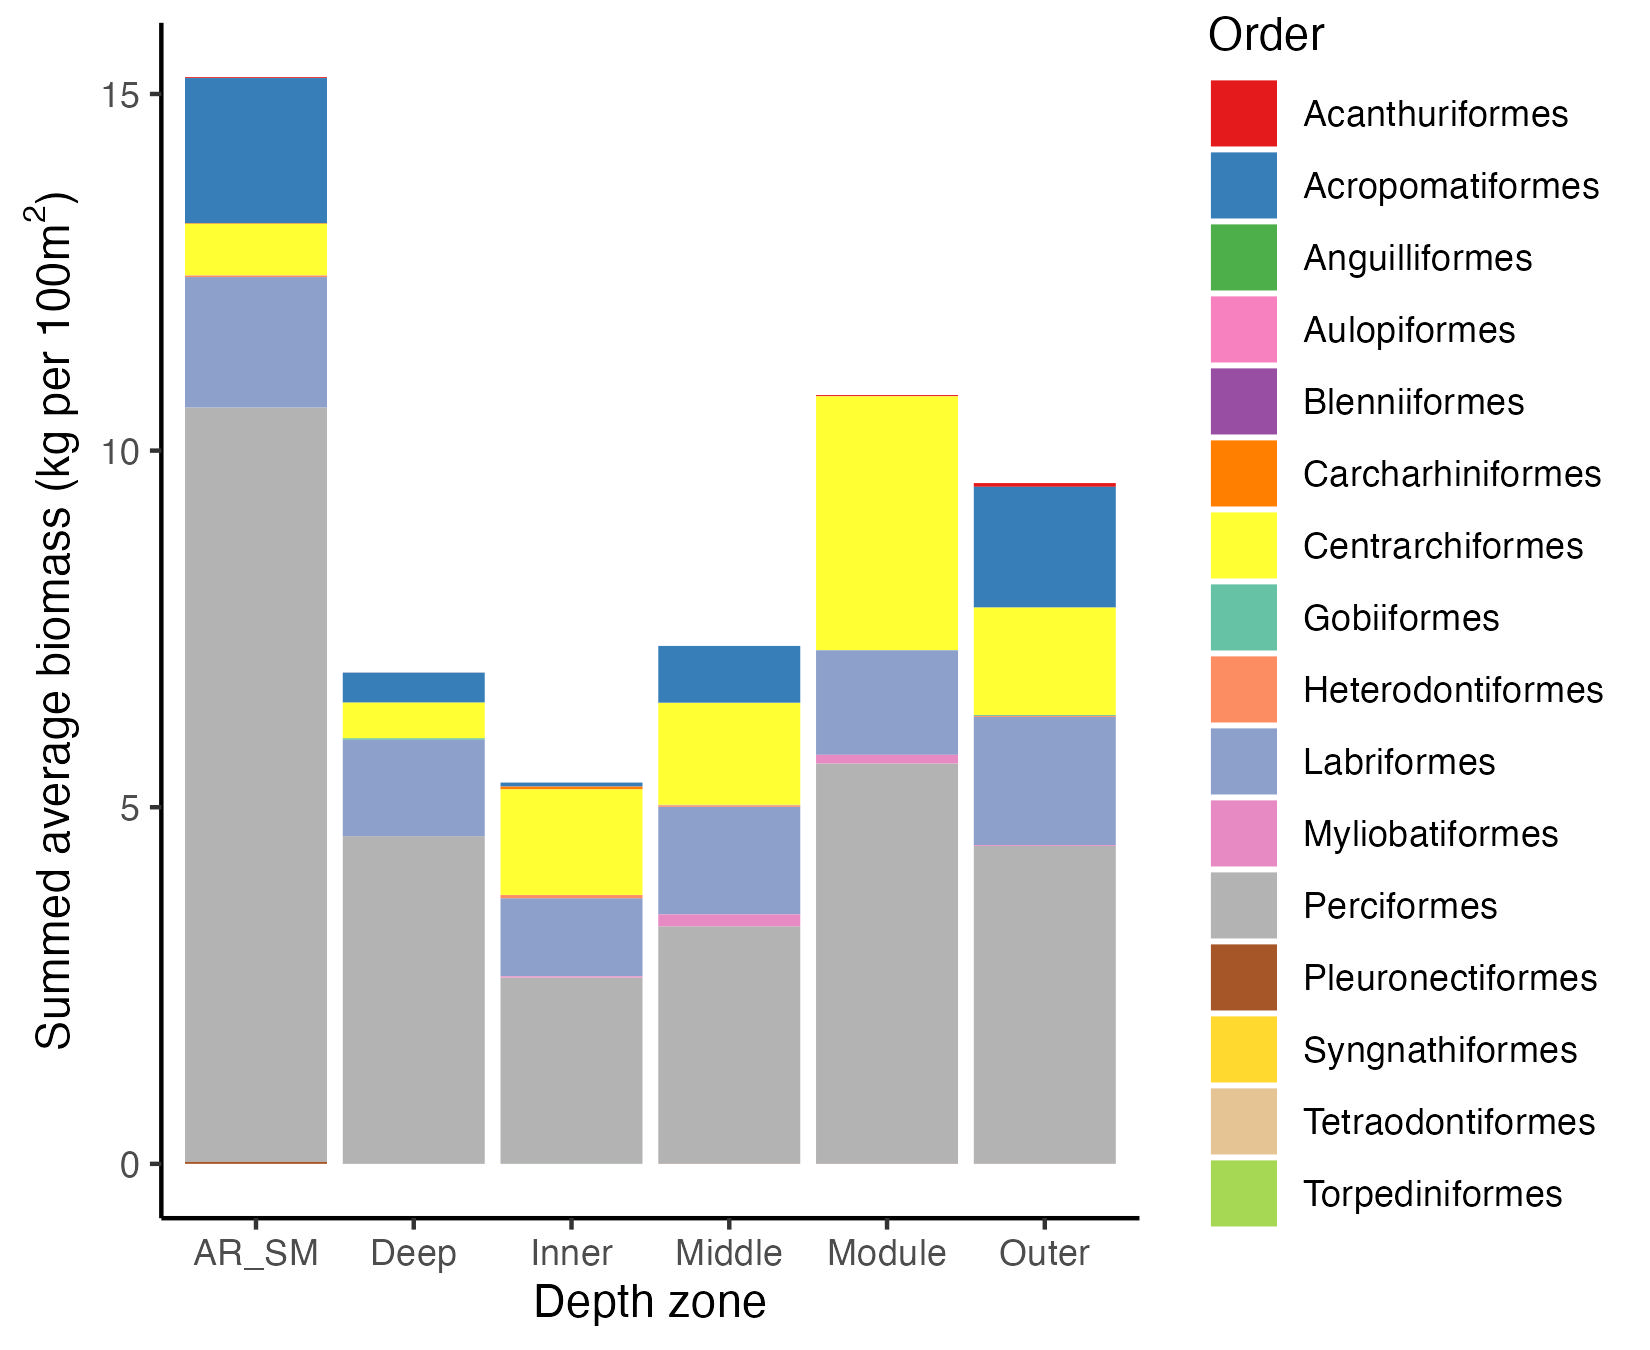 Summed average biomass (kg per 100m²)
15
10
5
0
AR_SM
Deep
Inner
Middle
Module
Outer
Depth zone
Order
Acanthuriformes
Acropomatiformes
Anguilliformes
Aulopiformes
Blenniiformes
Carcharhiniformes
Centrarchiformes
Gobiiformes
Heterodontiformes
Labriformes
Myliobatiformes
Perciformes
Pleuronectiformes
Syngnathiformes
Tetraodontiformes
Torpediniformes